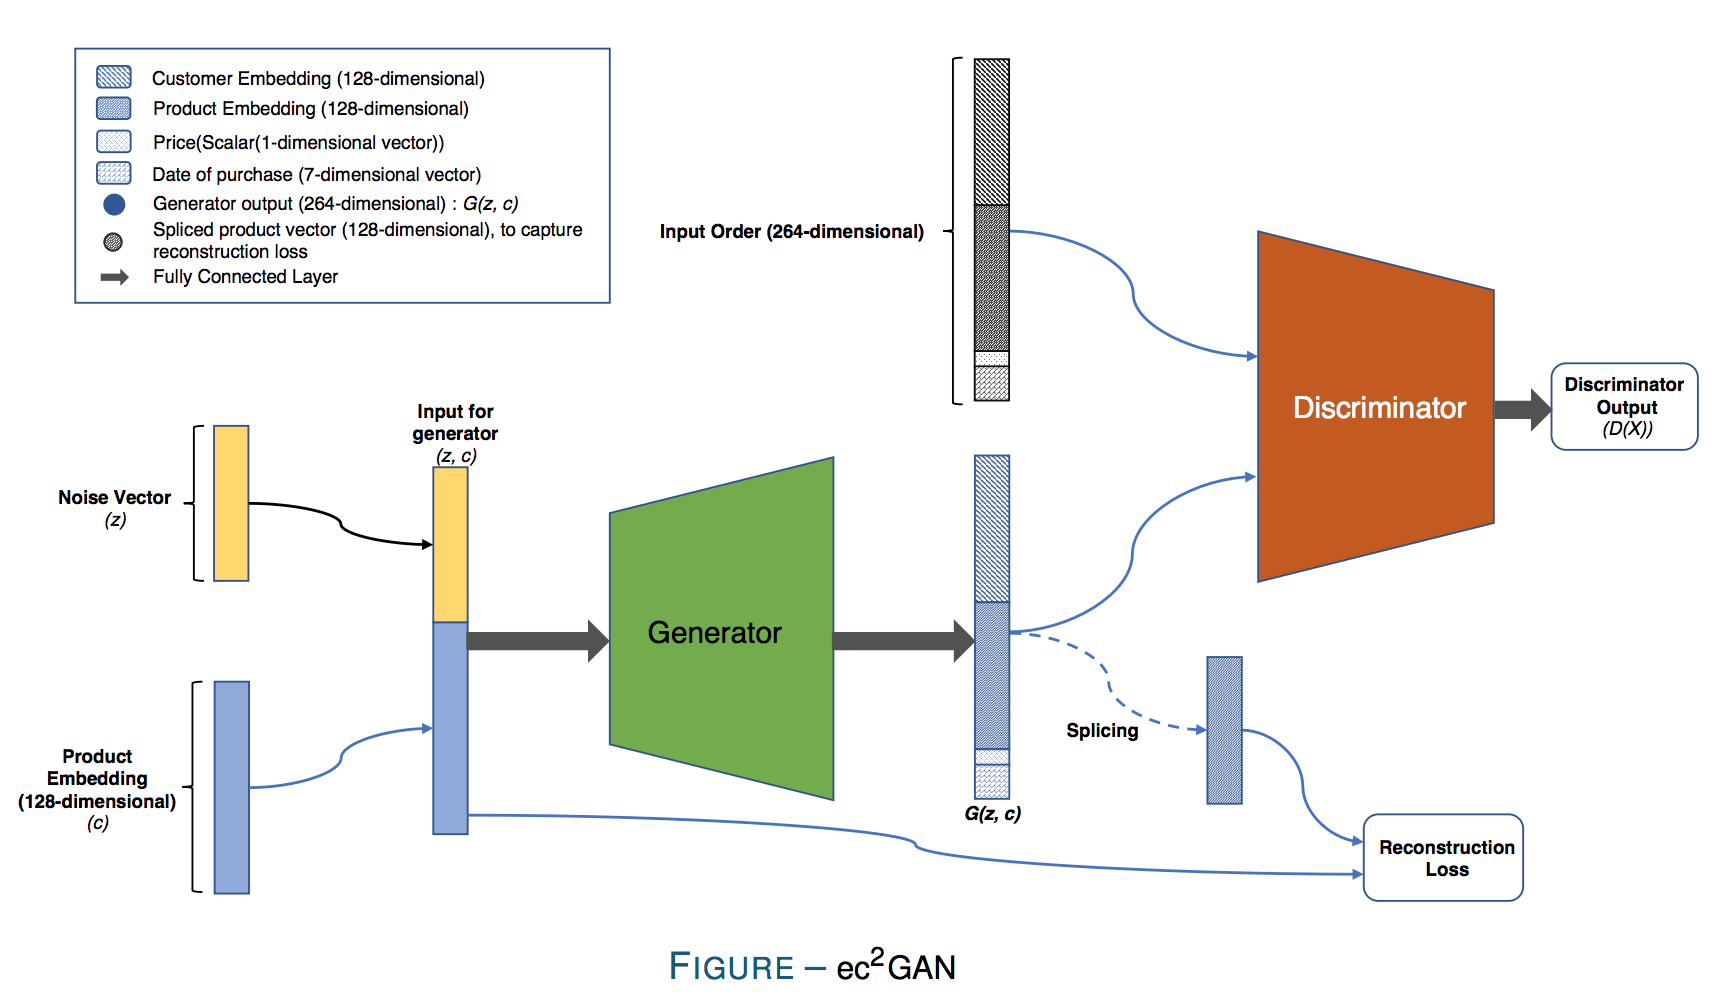 Customer Embedding (128-dimensional)
Product Embedding (128-dimensional)
Price(Scalar(1-dimensional vector))
Date of purchase (7-dimensional vector)
Generator output (264-dimensional) : G(z, c)
Spliced product vector (128-dimensional), to capture
reconstruction loss
Fully Connected Layer
Input Order (264-dimensional)
Discriminator
Discriminator
Output
(D(X))
Input for
generator
(z, c)
Noise Vector
(z)
Generator
Product
Embedding
(128-dimensional)
(c)
Splicing
G(z, c)
Reconstruction
Loss
FIGURE – ec²GAN